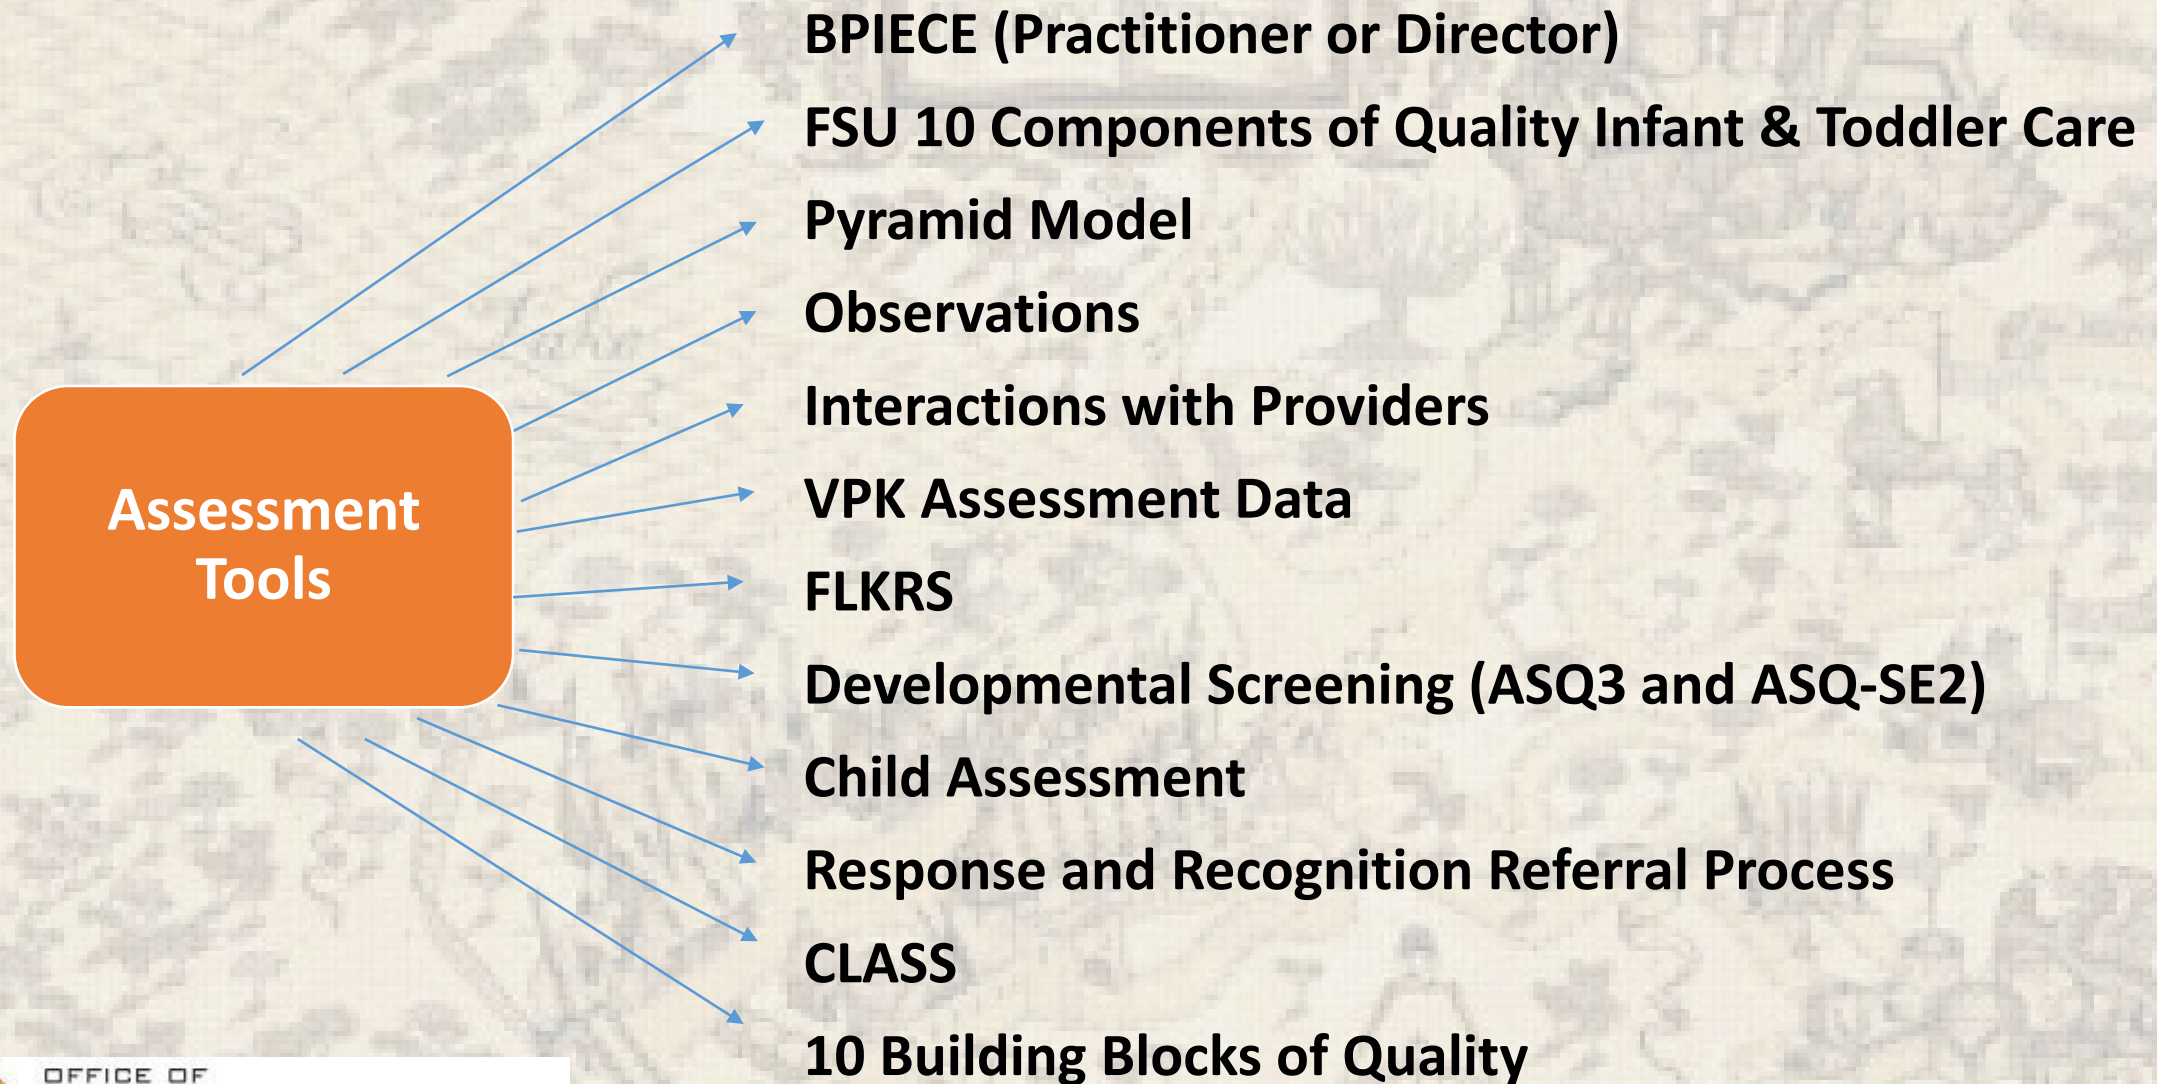 BPIECE (Practitioner or Director)
FSU 10 Components of Quality Infant & Toddler Care
Pyramid Model
Observations
Interactions with Providers
VPK Assessment Data
FLKRS
Developmental Screening (ASQ3 and ASQ-SE2)
Child Assessment
Response and Recognition Referral Process
CLASS
10 Building Blocks of Quality
Assessment
Tools
OFFICE OF